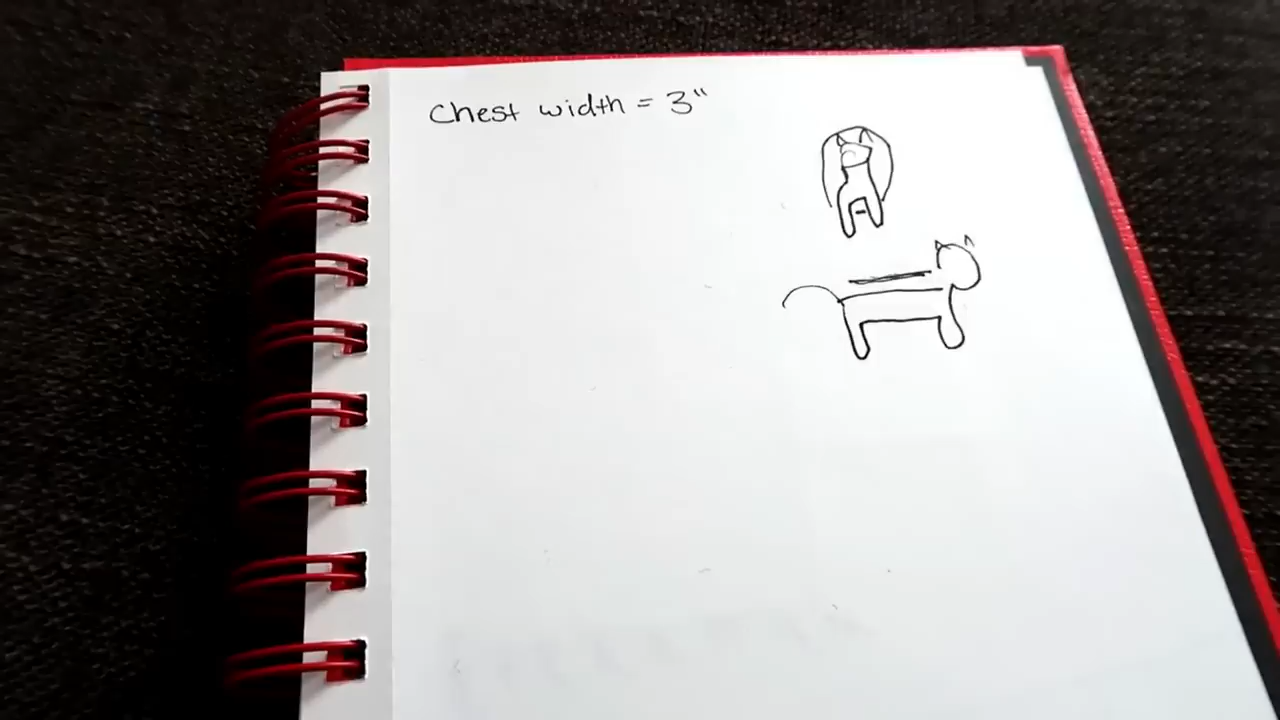 Chest width = 3"